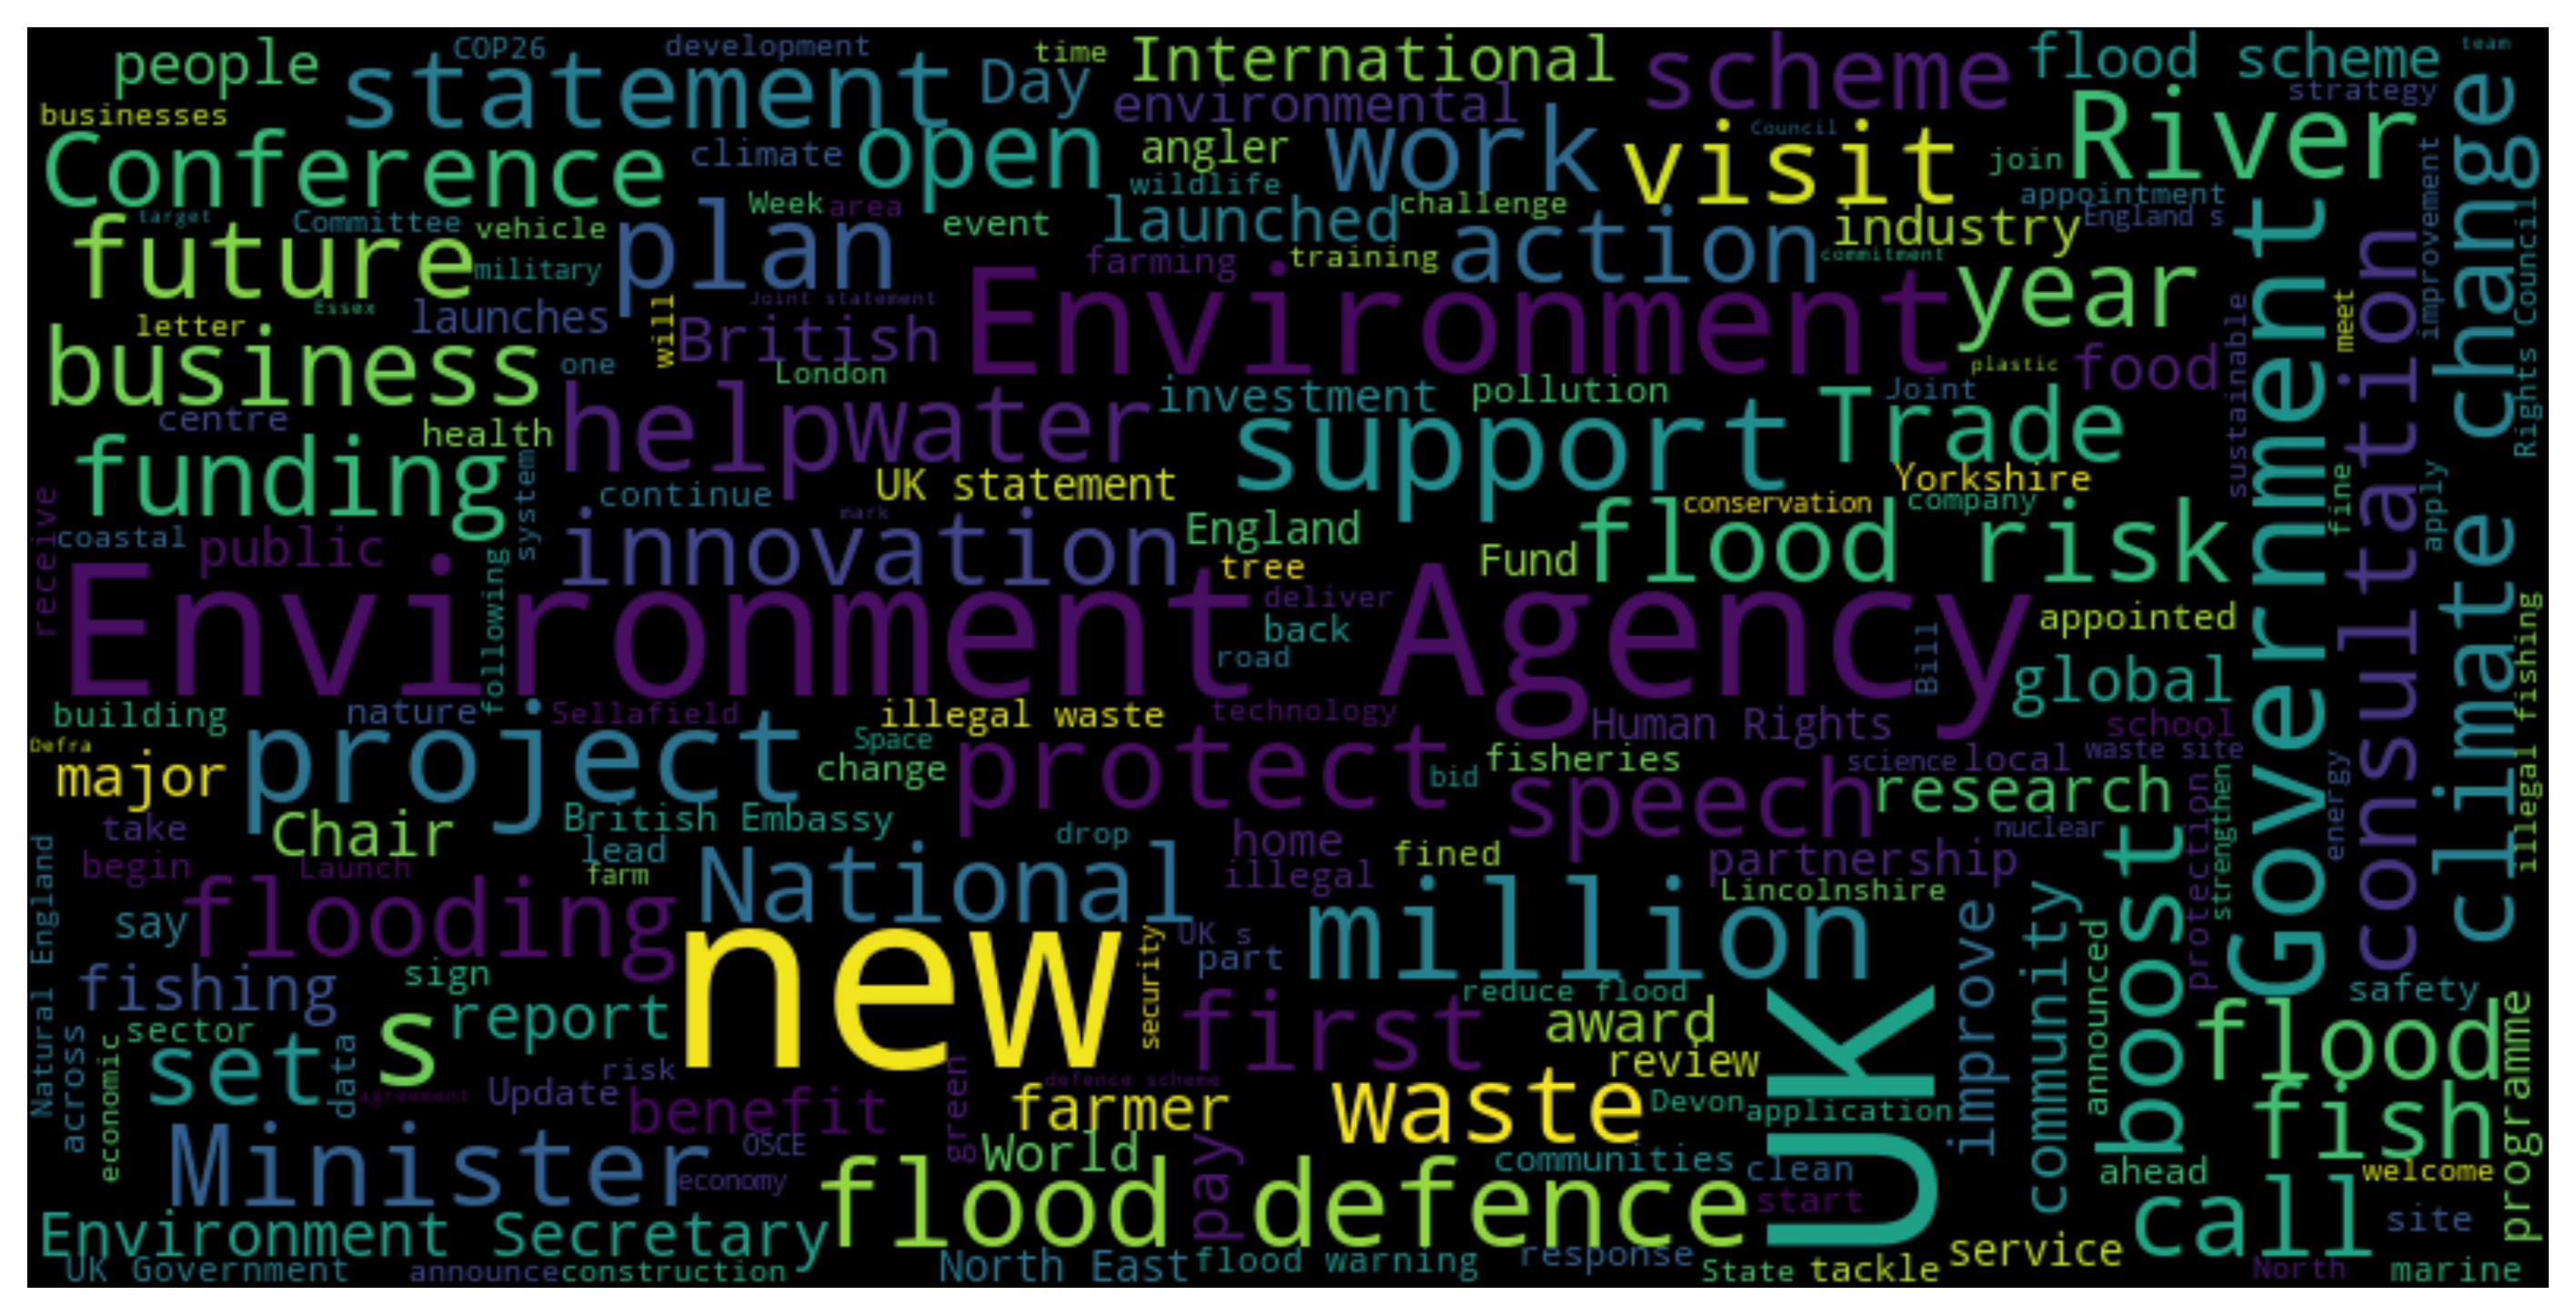 people
COP26
development
time
International
scheme
flood scheme
team
businesses
statement
Day
environmental
strategy
Conference
climate
open
angler
work
Council
visit
join
River
change
wildlife
appointment
target
Committee
vehicle
plan
Week
area
event
launched
challenge
industry
England s
improvement
Rights Council
future
military
farming
training
action
commitment
year
Essex
launches
Joint statement
Environment
letter
will
British
sustainable
meet
business
one
London
plastic
food
centre
health
help
water
investment
pollution
support
Trade
Joint
Government
consultation
funding
system
continue
UK statement
conservation
Yorkshire
company
fine
apply
receive
mark
coastal
public
innovation
England
Fund
flood risk
tree
following
Environment Agency
deliver
back
appointed
climate
road
Bill
global
illegal fishing
building
nature
Sellafield
illegal waste
technology
Human Rights
school
Defra
Space
major
project
change
protect
bid
fisheries
science
local
waste site
energy
speech
research
protection
strengthen
take
Chair
British Embassy
drop
home
nuclear
begin
Launch
lead
farm
illegal
fined
partnership
boost
Natural England
National
Lincolnshire
say
flooding
new
security
UK s
million
improve
community
announced
fishing
sign
part
reduce flood
safety
sector
s
report
first
award
UK
flood
programme
across
economic
set
data
risk
review
agreement
Update
defence scheme
benefit
green
farmer
waste
Devon
application
fish
Minister
OSCE
World
pay
communities
clean
ahead
welcome
economy
flood defence
start
call
site
Environment Secretary
UK Government
announce
construction
North East
flood warning
response
State
tackle
service
North
marine